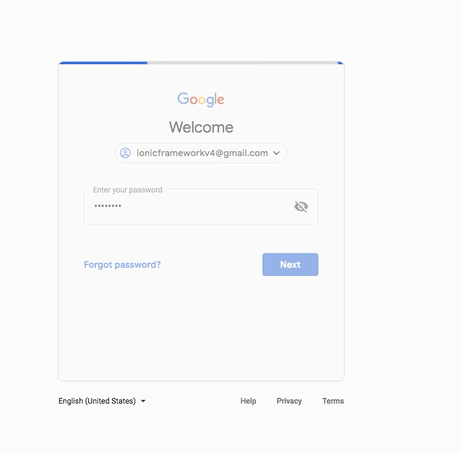 Google
Welcome
ionicframeworkv4@gmail.com
Enter your password
••••••••
Forgot password? Next
English (United States) Help Privacy Terms